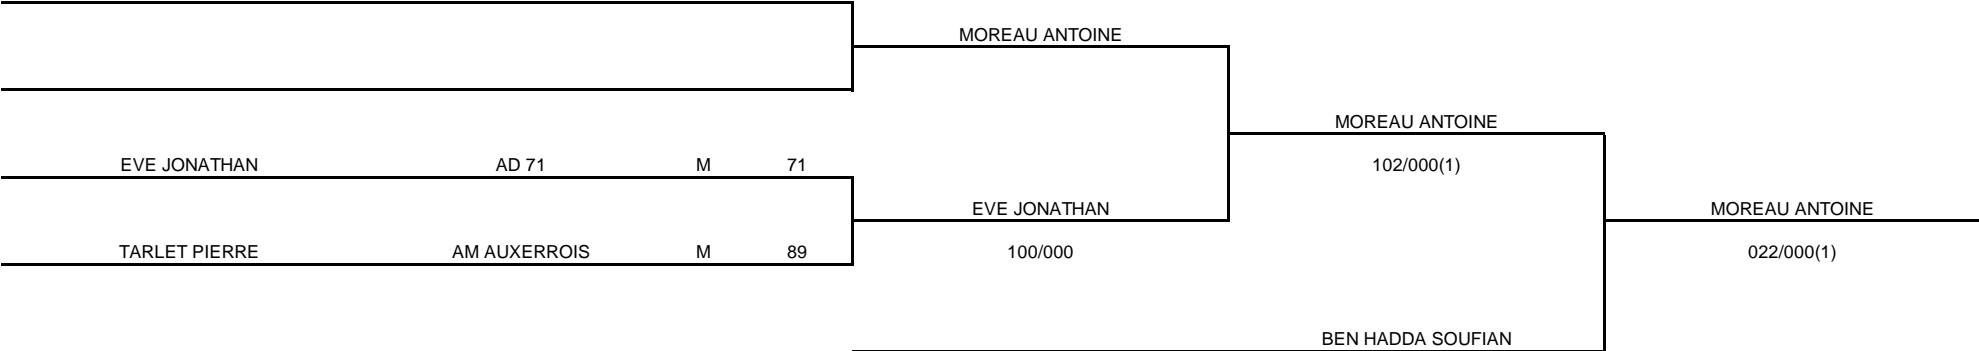 MOREAU ANTOINE
MOREAU ANTOINE
EVE JONATHAN AD 71 M 71 102/000(1)
EVE JONATHAN MOREAU ANTOINE
TARLET PIERRE AM AUXERROIS M 89 100/000 022/000(1)
BEN HADDA SOUFIAN